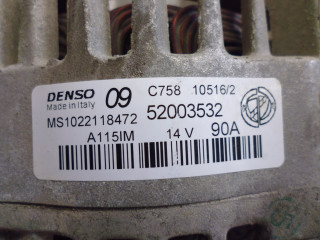 DENSO 09 C758 10516/2
Made in Italy
MS1022118472 52003532
A115IM 14 V 90A